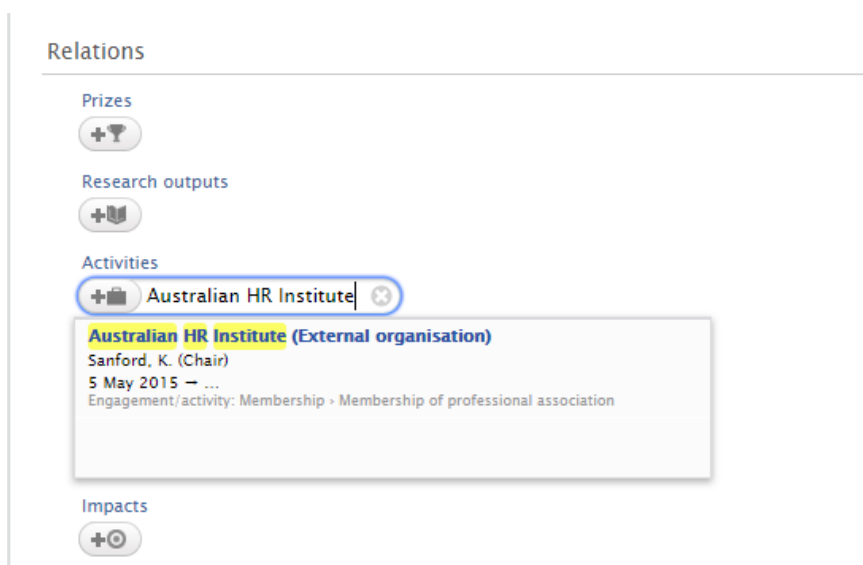 Relations
Prizes
Research outputs
Activities
Australian HR Institute
Australian HR Institute (External organisation)
Sanford, K. (Chair)
5 May 2015 → ...
Engagement/activity: Membership › Membership of professional association
Impacts